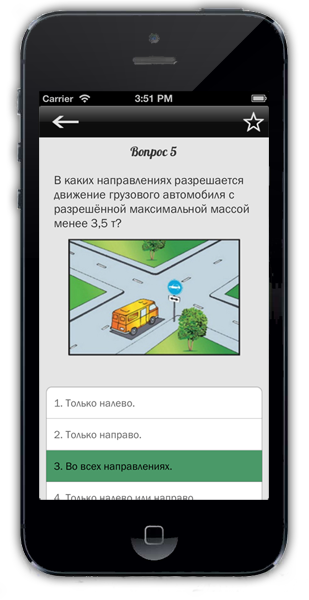 Carrier 3:51 PM
Вопрос 5
В каких направлениях разрешается
движение грузового автомобиля с
разрешённой максимальной массой
менее 3,5 т?
1. Только налево.
2. Только направо.
3. Во всех направлениях.
4. Только налево или направо